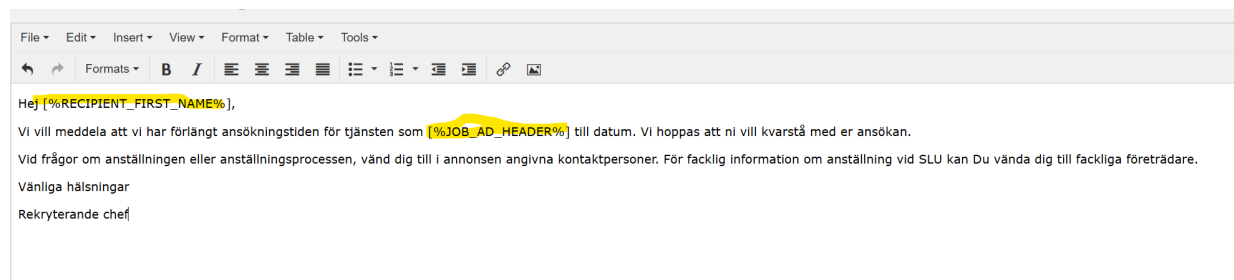 File Edit Insert View Format Table Tools
Formats B I
Hej [%RECIPIENT_FIRST_NAME%],
Vi vill meddela att vi har förlängt ansökningstiden för tjänsten som [%JOB_AD_HEADER%] till datum. Vi hoppas att ni vill kvarstå med er ansökan.
Vid frågor om anställningen eller anställningsprocessen, vänd dig till i annonsen angivna kontaktpersoner. För facklig information om anställning vid SLU kan Du vända dig till fackliga företrädare.
Vänliga hälsningar
Rekryterande chef